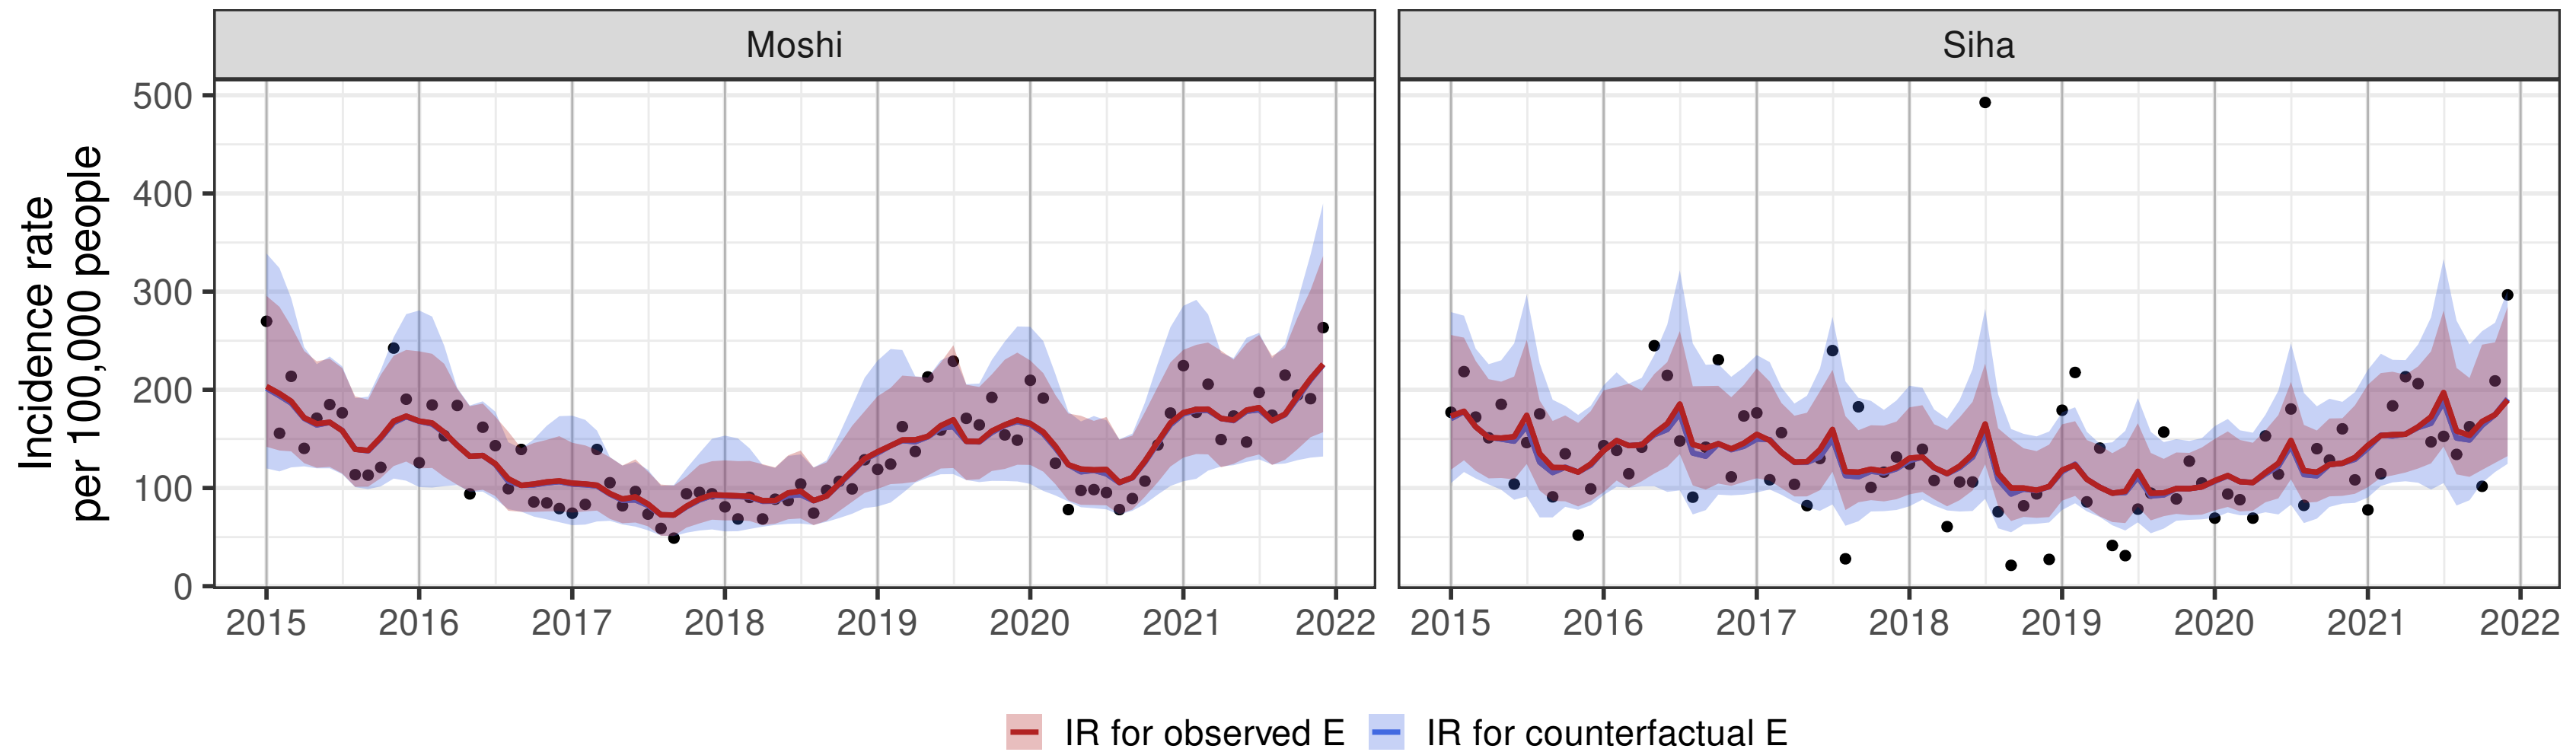 Moshi
Siha
Incidence rate
per 100,000 people
500
400
300
200
100
0
2015 2016 2017 2018 2019 2020 2021 2022
2015 2016 2017 2018 2019 2020 2021 2022
IR for observed E
IR for counterfactual E